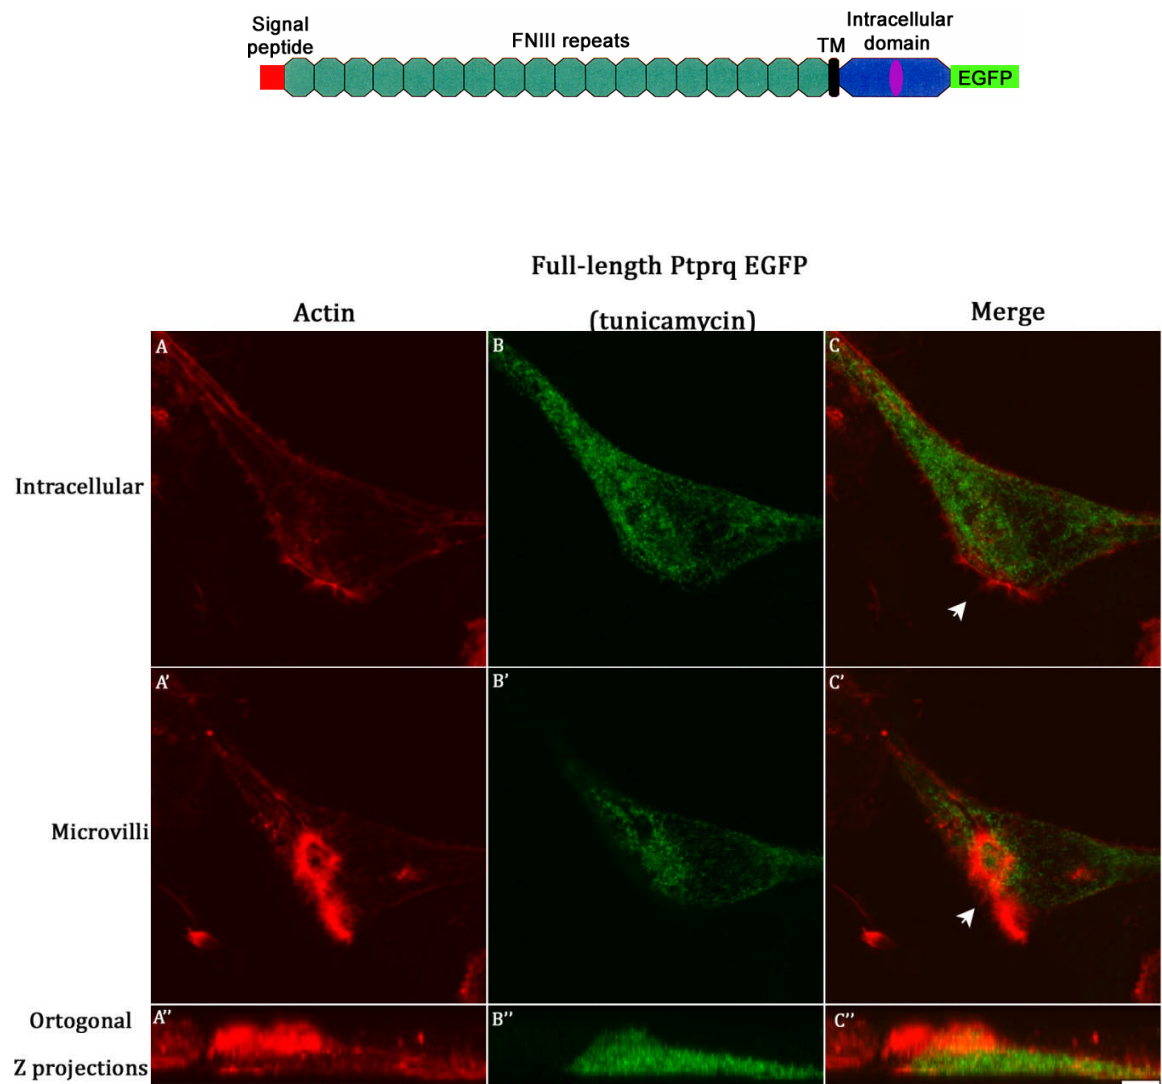 Signal
peptide
FNIII repeats
TM
Intracellular
domain
EGFP
Full-length Ptprq EGFP
Actin
(tunicamycin)
Merge
A
B
C
Intracellular
A'
B'
C'
Microvilli
A''
B''
C''
Ortogonal
Z projections